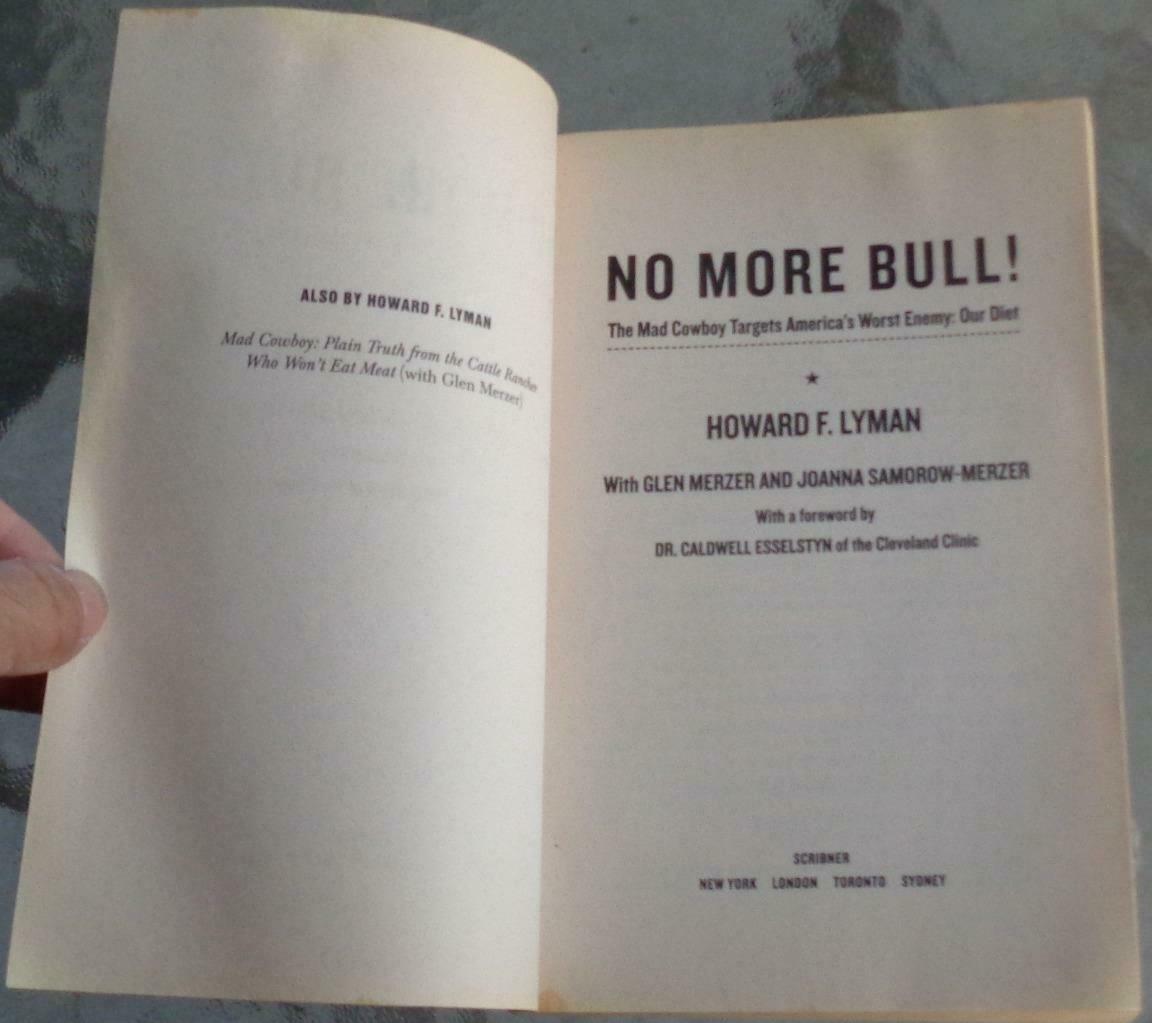 ALSO BY HOWARD F. LYMAN
Mad Cowboy: Plain Truth from the Cattle Rancher
Who Won't Eat Meat (with Glen Merzer)
NO MORE BULL!
The Mad Cowboy Targets America's Worst Enemy: Our Diet
★
HOWARD F. LYMAN
With GLEN MERZER AND JOANNA SAMOROW-MERZER
With a foreword by
DR. CALDWELL ESSELSTYN of the Cleveland Clinic
SCRIBNER
NEW YORK LONDON TORONTO SYDNEY